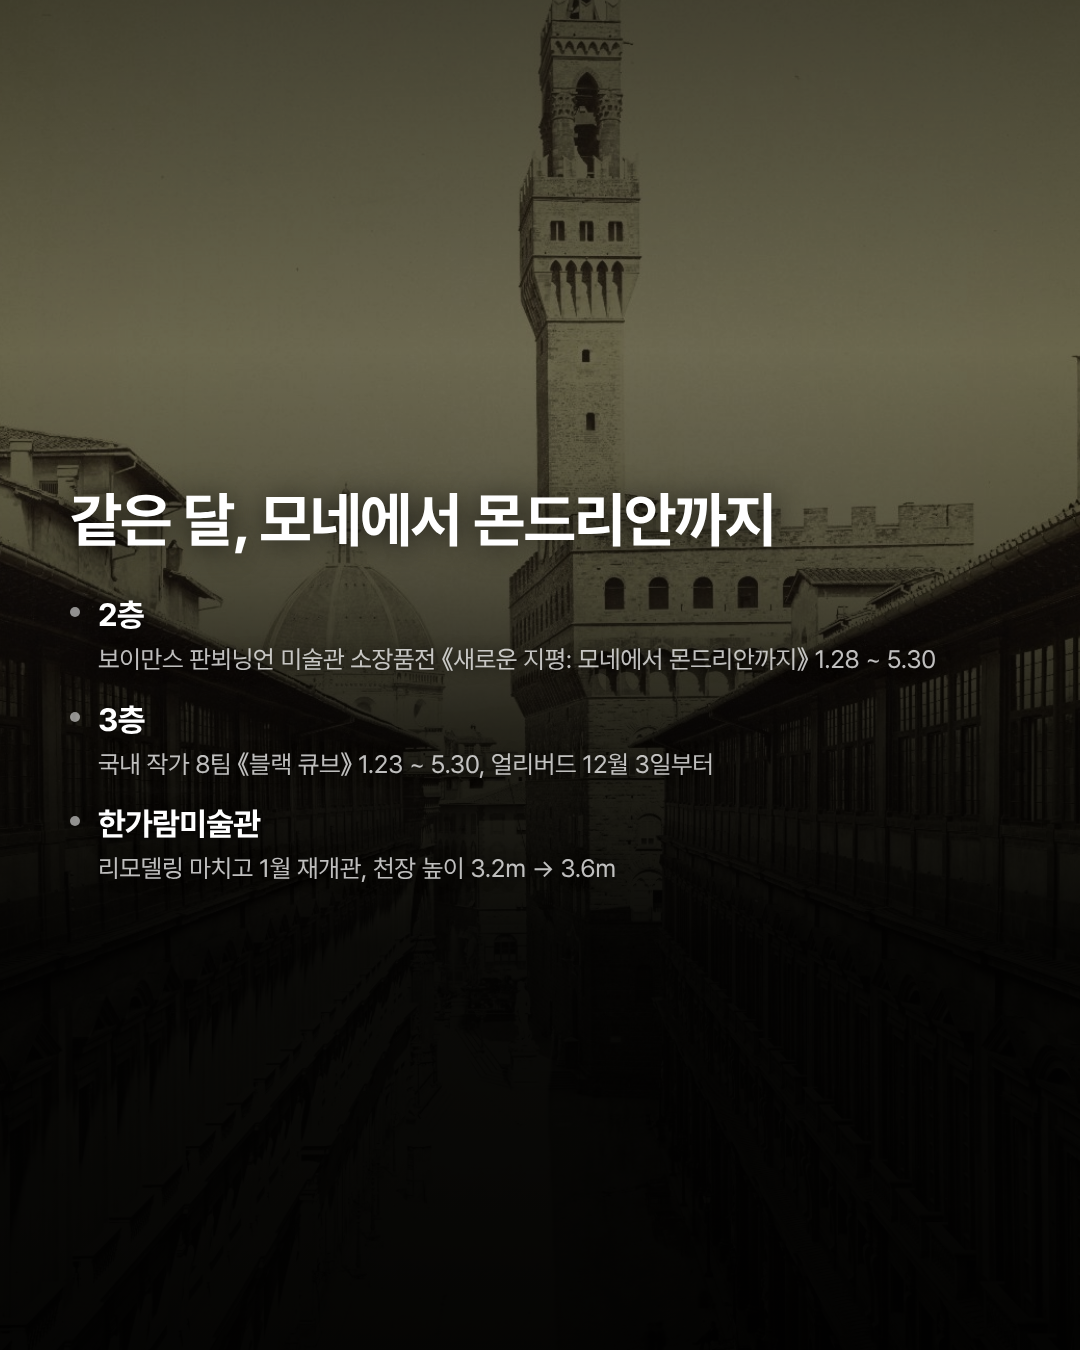 같은 달, 모네에서 몬드리안까지
• 2층
보이만스 판뵈닝언 미술관 소장품전 《새로운 지평: 모네에서 몬드리안까지》 1.28 ~ 5.30
• 3층
국내 작가 8팀 《블랙 큐브》 1.23 ~ 5.30, 얼리버드 12월 3일부터
• 한가람미술관
리모델링 마치고 1월 재개관, 천장 높이 3.2m → 3.6m